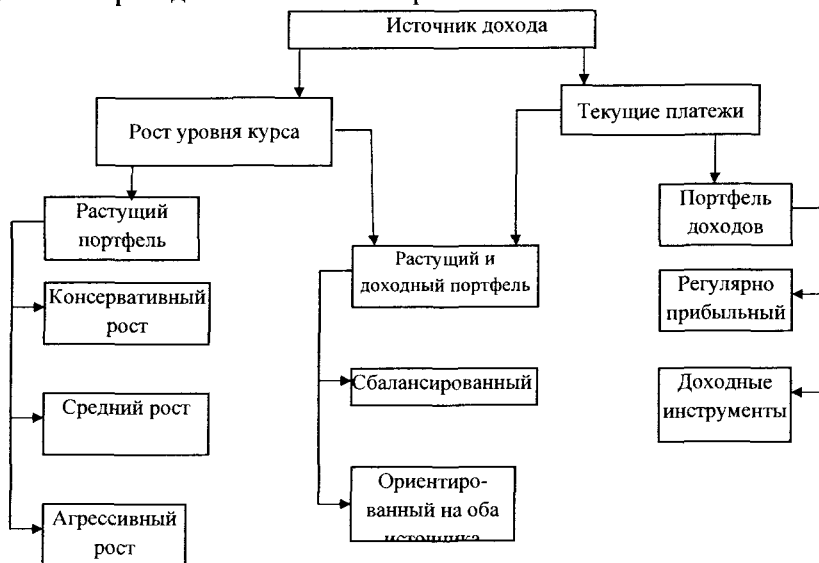 Источник дохода
Рост уровня курса
Текущие платежи
Растущий
портфель
Консервативный
рост
Средний рост
Агрессивный
рост
Растущий и
доходный портфель
Сбалансированный
Ориентиро-
ванный на оба
источника
Портфель
доходов
Регулярно
прибыльный
Доходные
инструменты